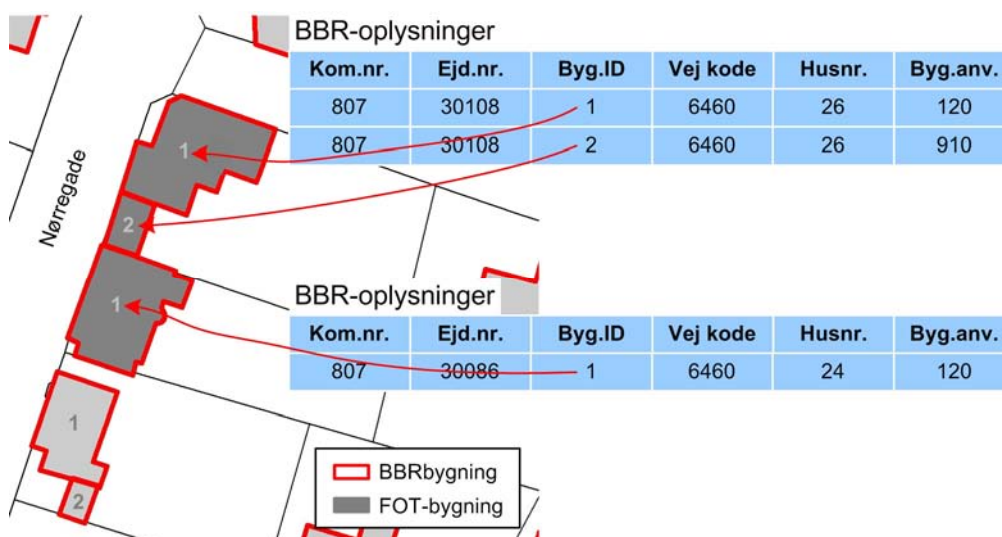 BBR-oplysninger
Kom.nr. Ejd.nr. Byg.ID Vej kode Husnr. Byg.anv.
807 30108 1 6460 26 120
807 30108 2 6460 26 910
1
2
Nørregade
1
BBR-oplysninger
Kom.nr. Ejd.nr. Byg.ID Vej kode Husnr. Byg.anv.
807 30086 1 6460 24 120
1
2
BBRbygning
FOT-bygning